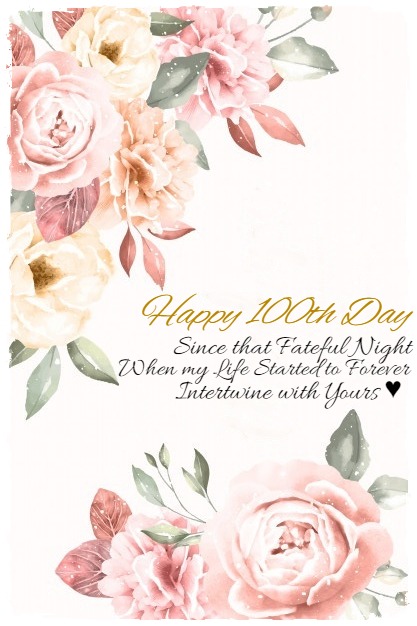 Happy 100th Day
Since that Fateful Night
When my Life Started to Forever
Intertwine with Yours ♥